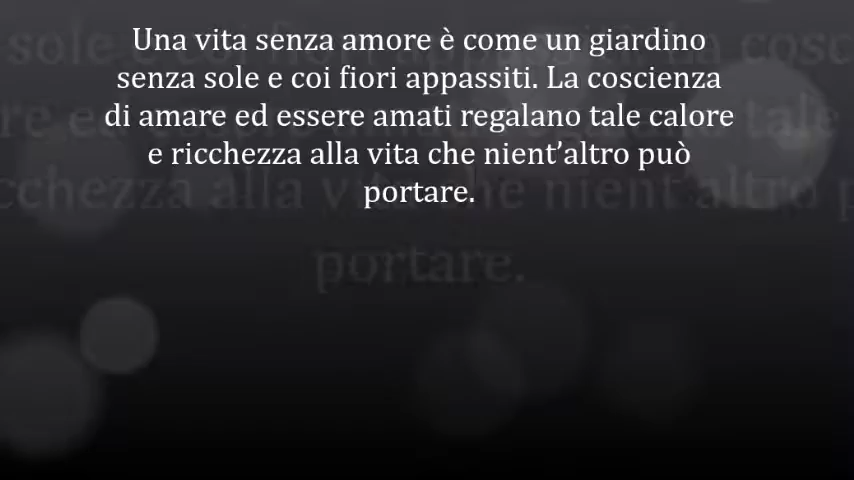 Una vita senza amore è come un giardino
senza sole e coi fiori appassiti. La coscienza
di amare ed essere amati regalano tale calore
e ricchezza alla vita che nient’altro può
portare.